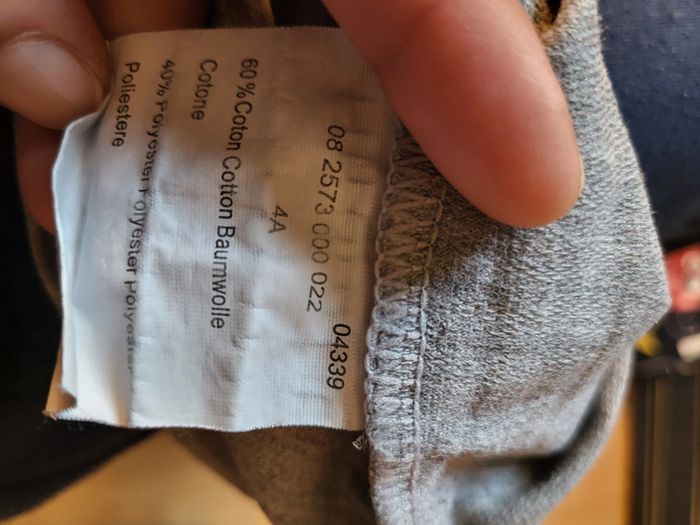 08 2573 000 022 04339
4A
60%Coton Cotton Baumwolle
Cotone
40% Polyester Polyester Polyester
Poliestere